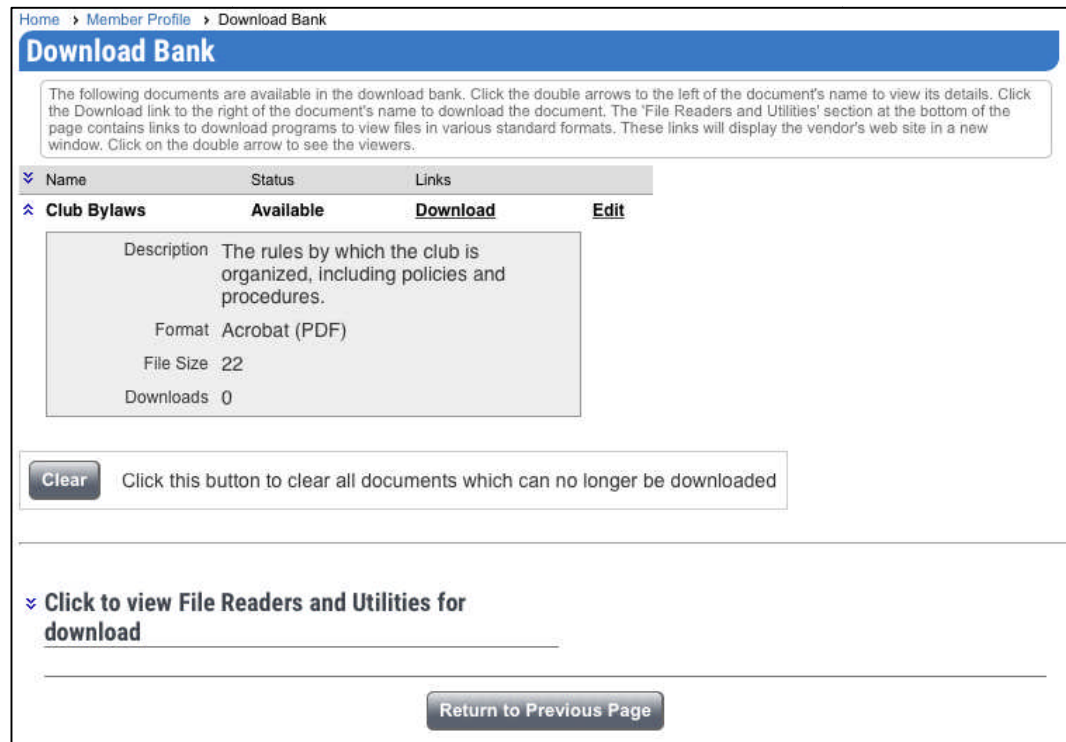 Home > Member Profile > Download Bank
Download Bank
The following documents are available in the download bank. Click the double arrows to the left of the document's name to view its details. Click
the Download link to the right of the document's name to download the document. The 'File Readers and Utilities' section at the bottom of the
page contains links to download programs to view files in various standard formats. These links will display the vendor's web site in a new
window. Click on the double arrow to see the viewers.
Name Status Links
Club Bylaws Available Download Edit
Description The rules by which the club is
organized, including policies and
procedures.
Format Acrobat (PDF)
File Size 22
Downloads 0
Clear Click this button to clear all documents which can no longer be downloaded
Click to view File Readers and Utilities for
download
Return to Previous Page